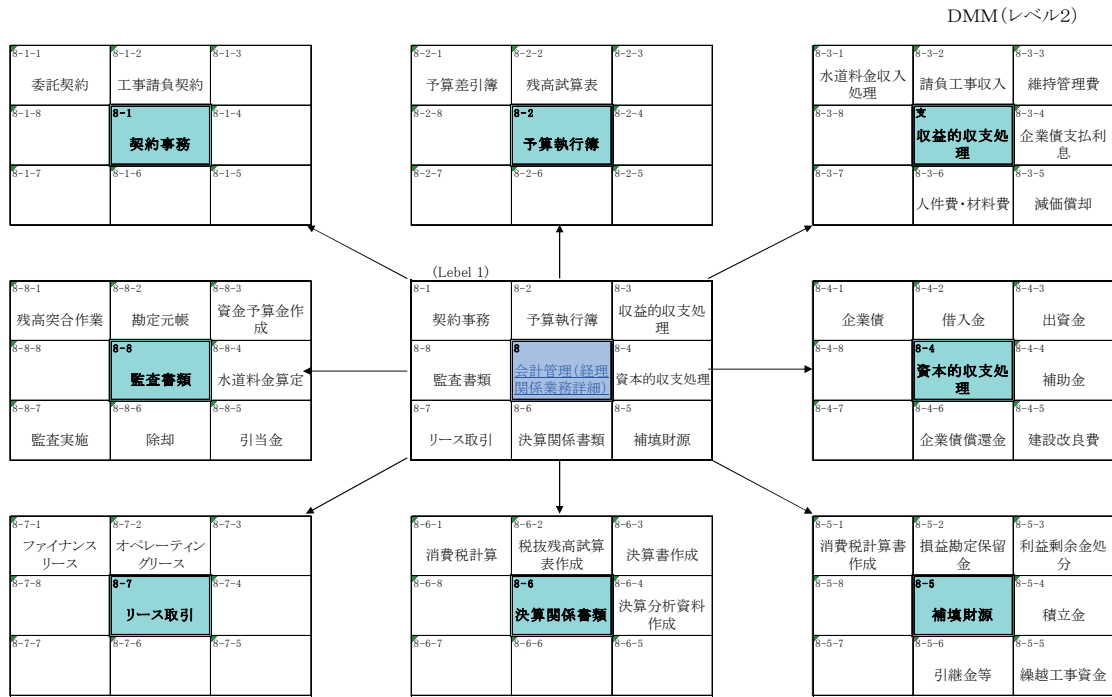 DMM(レベル2)
8-1-1
8-1-2
8-1-3
委託契約
工事請負契約
8-1-8
8-1
8-1-4
契約事務
8-1-7
8-1-6
8-1-5
8-2-1
8-2-2
8-2-3
予算差引簿
残高試算表
8-2-8
8-2
8-2-4
予算執行簿
8-2-7
8-2-6
8-2-5
8-3-1
8-3-2
8-3-3
水道料金収入
処理
請負工事収入
維持管理費
8-3-8
支
8-3-4
収益的収支処
理
企業債支払利
息
8-3-7
8-3-6
8-3-5
人件費・材料費
減価償却
8-8-1
8-8-2
8-8-3
残高突合作業
勘定元帳
資金予算金作
成
8-8-8
8-8
8-8-4
監査書類
水道料金算定
8-8-7
8-8-6
8-8-5
監査実施
除却
引当金
(Lebel 1)
8-1
8-2
8-3
契約事務
予算執行簿
収益的収支処
理
8-8
8
8-4
監査書類
会計管理(経理
関係業務詳細)
資本的収支処理
8-7
8-6
8-5
リース取引
決算関係書類
補填財源
8-4-1
8-4-2
8-4-3
企業債
借入金
出資金
8-4-8
8-4
8-4-4
資本的収支処
理
補助金
8-4-7
8-4-6
8-4-5
企業債償還金
建設改良費
8-7-1
8-7-2
8-7-3
ファイナンス
リース
オペレーティン
グリース
8-7-8
8-7
8-7-4
リース取引
8-7-7
8-7-6
8-7-5
8-6-1
8-6-2
8-6-3
消費税計算
税抜残高試算
表作成
決算書作成
8-6-8
8-6
8-6-4
決算関係書類
決算分析資料
作成
8-6-7
8-6-6
8-6-5
8-5-1
8-5-2
8-5-3
消費税計算書
作成
損益勘定保留
金
利益剰余金処
分
8-5-8
8-5
8-5-4
補填財源
積立金
8-5-7
8-5-6
8-5-5
引継金等
繰越工事資金